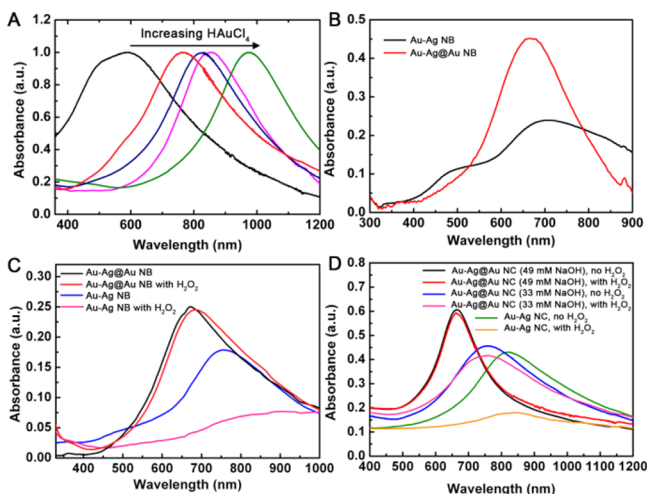 A
Increasing HAuCl₄
Absorbance (a.u.)
1.0
0.8
0.6
0.4
0.2
0.0
400 600 800 1000 1200
Wavelength (nm)
B
Au-Ag NB
Au-Ag@Au NB
Absorbance (a.u.)
0.5
0.4
0.3
0.2
0.1
0.0
300 400 500 600 700 800 900
Wavelength (nm)
C
Au-Ag@Au NB
Au-Ag@Au NB with H₂O₂
Au-Ag NB
Au-Ag NB with H₂O₂
Absorbance (a.u.)
0.30
0.25
0.20
0.15
0.10
0.05
0.00
400 500 600 700 800 900 1000
Wavelength (nm)
D
Au-Ag@Au NC (49 mM NaOH), no H₂O₂
Au-Ag@Au NC (49 mM NaOH), with H₂O₂
Au-Ag@Au NC (33 mM NaOH), no H₂O₂
Au-Ag@Au NC (33 mM NaOH), with H₂O₂
Au-Ag NC, no H₂O₂
Au-Ag NC, with H₂O₂
Absorbance (a.u.)
0.8
0.7
0.6
0.5
0.4
0.3
0.2
0.1
0.0
400 500 600 700 800 900 1000 1100 1200
Wavelength (nm)